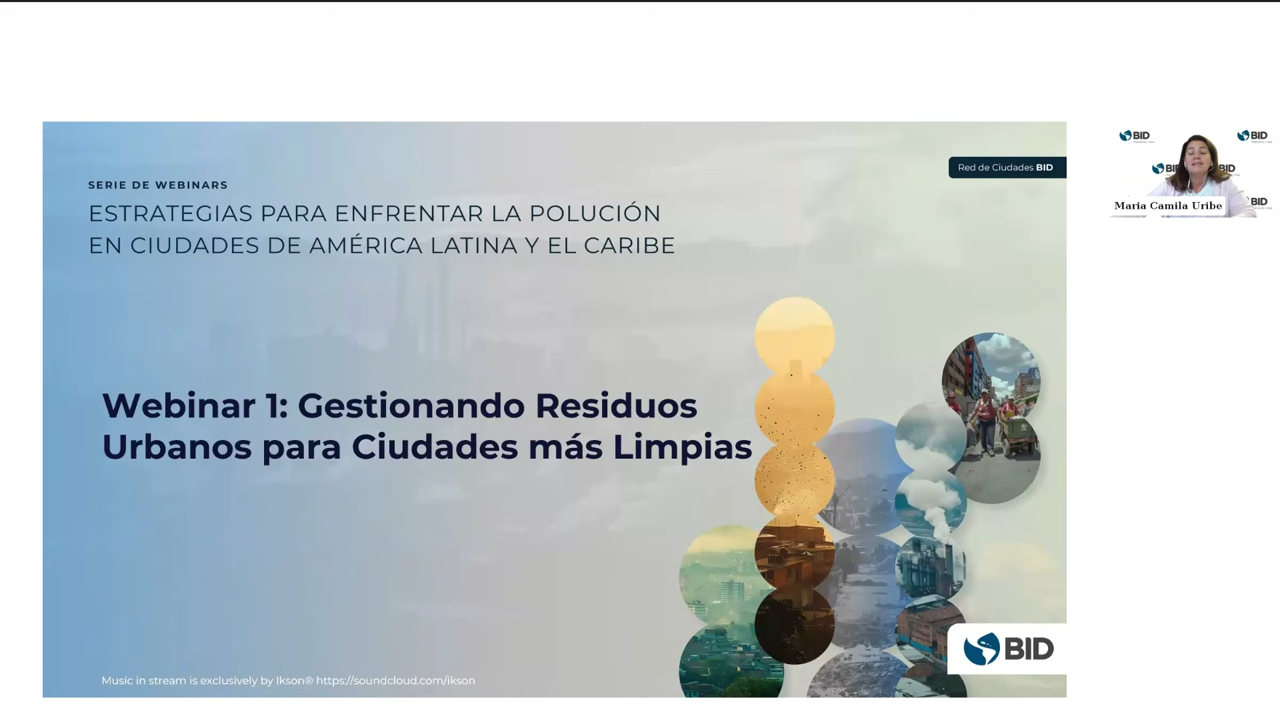 SERIE DE WEBINARS
ESTRATEGIAS PARA ENFRENTAR LA POLUCIÓN
EN CIUDADES DE AMÉRICA LATINA Y EL CARIBE
Red de Ciudades BID
Webinar 1: Gestionando Residuos
Urbanos para Ciudades más Limpias
Music in stream is exclusively by Ikson® https://soundcloud.com/ikson
BID
BID
BID
BID
BID
BID
Maria Camila Uribe